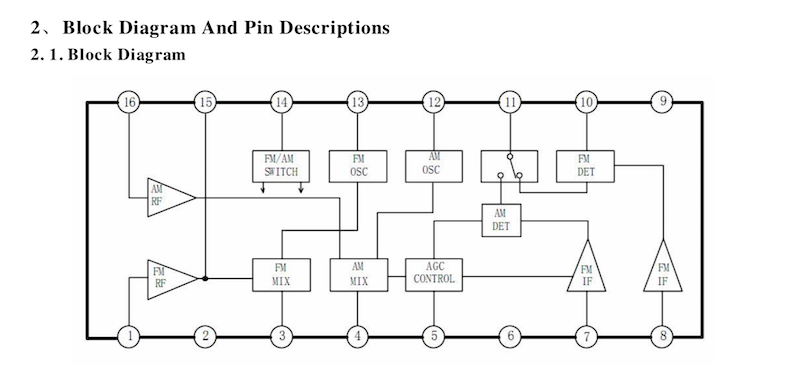 2、Block Diagram And Pin Descriptions
2. 1. Block Diagram
16 15 14 13 12 11 10 9
FM/AM
SWITCH
FM
OSC
AM
OSC
FM
DET
AM
RF
AM
DET
FM
RF
FM
MIX
AM
MIX
AGC
CONTROL
FM
IF
FM
IF
1 2 3 4 5 6 7 8